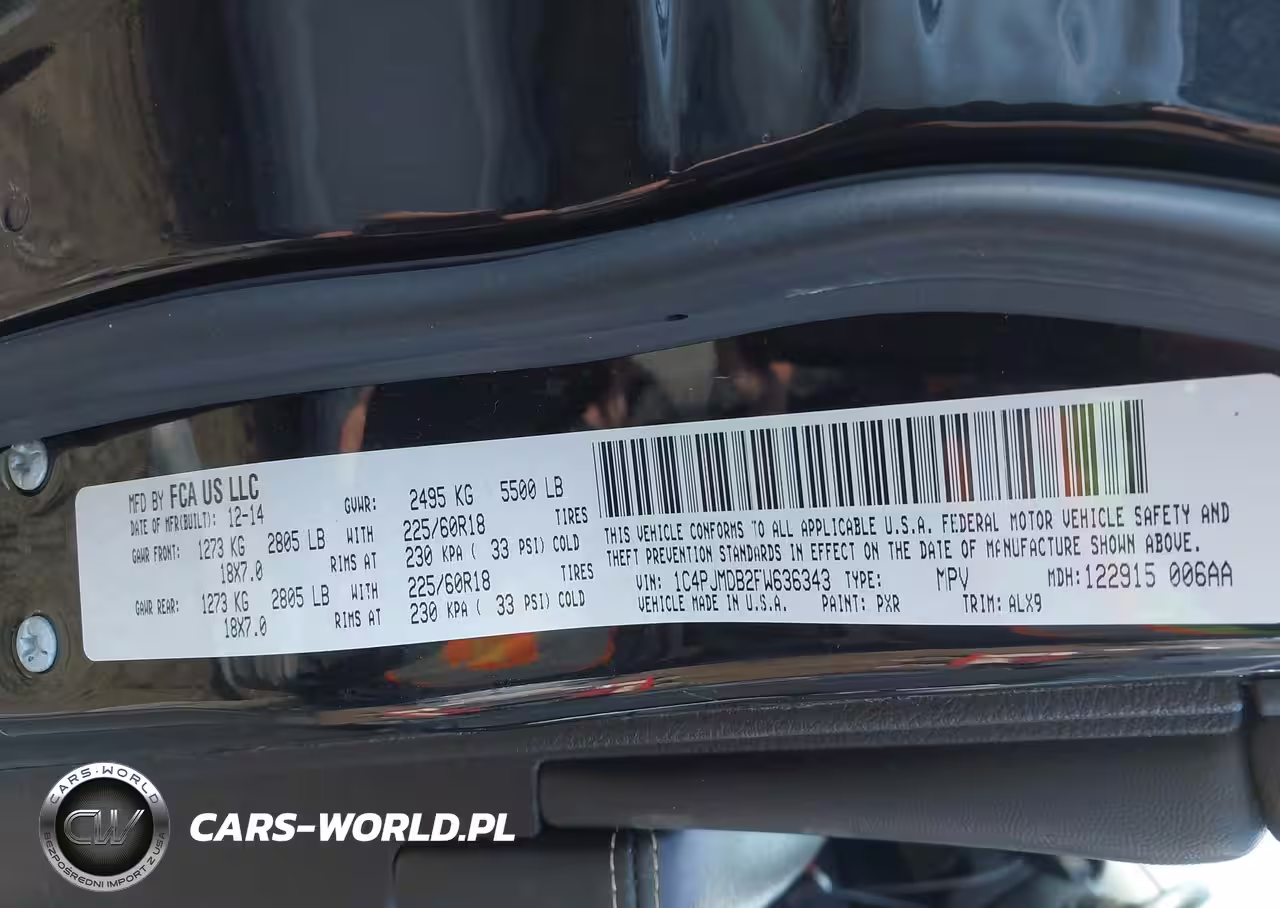 MFD BY FCA US LLC
DATE OF MFR(BUILT): 12-14
GVWR: 2495 KG 5500 LB
GAWR FRONT: 1273 KG 2805 LB WITH 225/60R18 TIRES
18X7.0 RIMS AT 230 KPA ( 33 PSI) COLD
GAWR REAR: 1273 KG 2805 LB WITH 225/60R18 TIRES
18X7.0 RIMS AT 230 KPA ( 33 PSI) COLD
THIS VEHICLE CONFORMS TO ALL APPLICABLE U.S.A. FEDERAL MOTOR VEHICLE SAFETY AND
THEFT PREVENTION STANDARDS IN EFFECT ON THE DATE OF MANUFACTURE SHOWN ABOVE.
VIN: 1C4PJMDB2FW636343 TYPE: MPV MDH: 122915 006AA
VEHICLE MADE IN U.S.A. PAINT: PXR TRIM: ALX9
CARS-WORLD
CW
BEZPOŚREDNI IMPORT Z USA
CARS-WORLD.PL